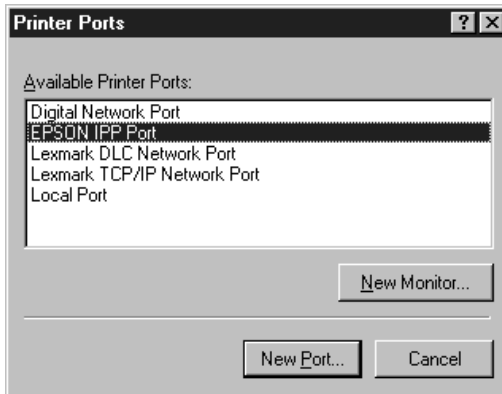 Printer Ports
Available Printer Ports:
Digital Network Port
EPSON IPP Port
Lexmark DLC Network Port
Lexmark TCP/IP Network Port
Local Port
New Monitor...
New Port...
Cancel